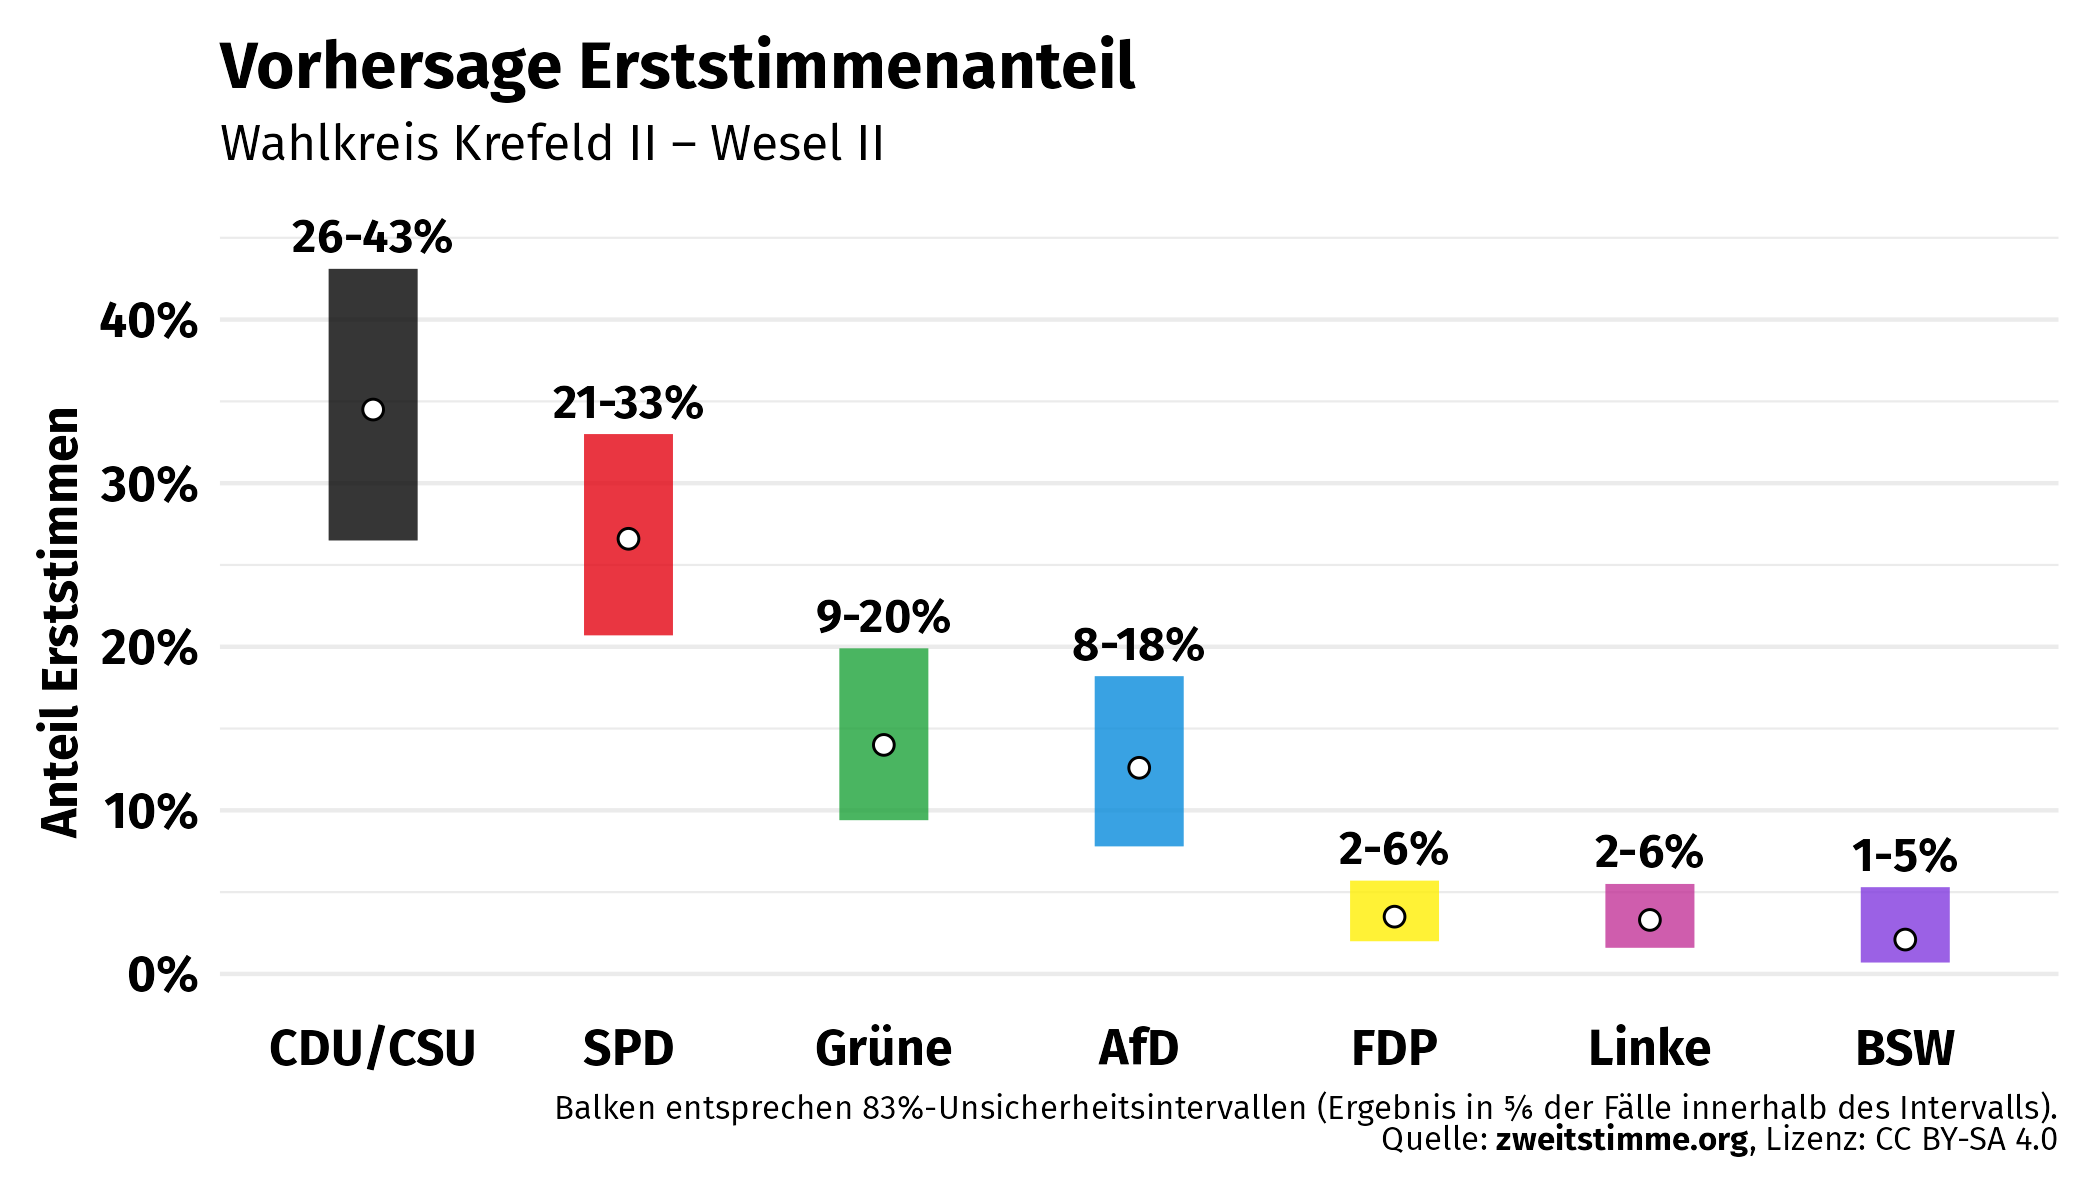 Vorhersage Erststimmenanteil
Wahlkreis Krefeld II – Wesel II
Anteil Erststimmen
40%
30%
20%
10%
0%
26-43%
21-33%
9-20%
8-18%
2-6%
2-6%
1-5%
CDU/CSU SPD Grüne AfD FDP Linke BSW
Balken entsprechen 83%-Unsicherheitsintervallen (Ergebnis in ⅚ der Fälle innerhalb des Intervalls).
Quelle: zweitstimme.org, Lizenz: CC BY-SA 4.0